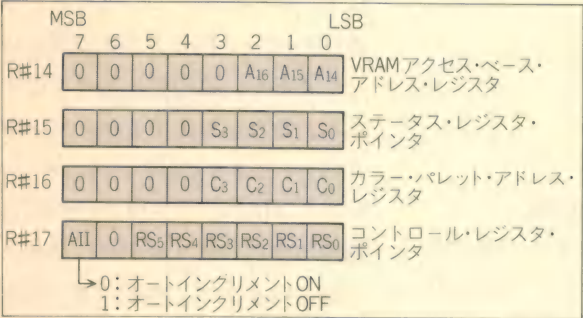 MSB LSB
7 6 5 4 3 2 1 0
R#14 0 0 0 0 0 A16 A15 A14 VRAMアクセス・ベース・
アドレス・レジスタ
R#15 0 0 0 0 S3 S2 S1 S0 ステータス・レジスタ・
ポインタ
R#16 0 0 0 0 C3 C2 C1 C0 カラー・パレット・アドレス・
レジスタ
R#17 AII 0 RS5 RS4 RS3 RS2 RS1 RS0 コントロール・レジスタ・
ポインタ
0：オートインクリメントON
1：オートインクリメントOFF